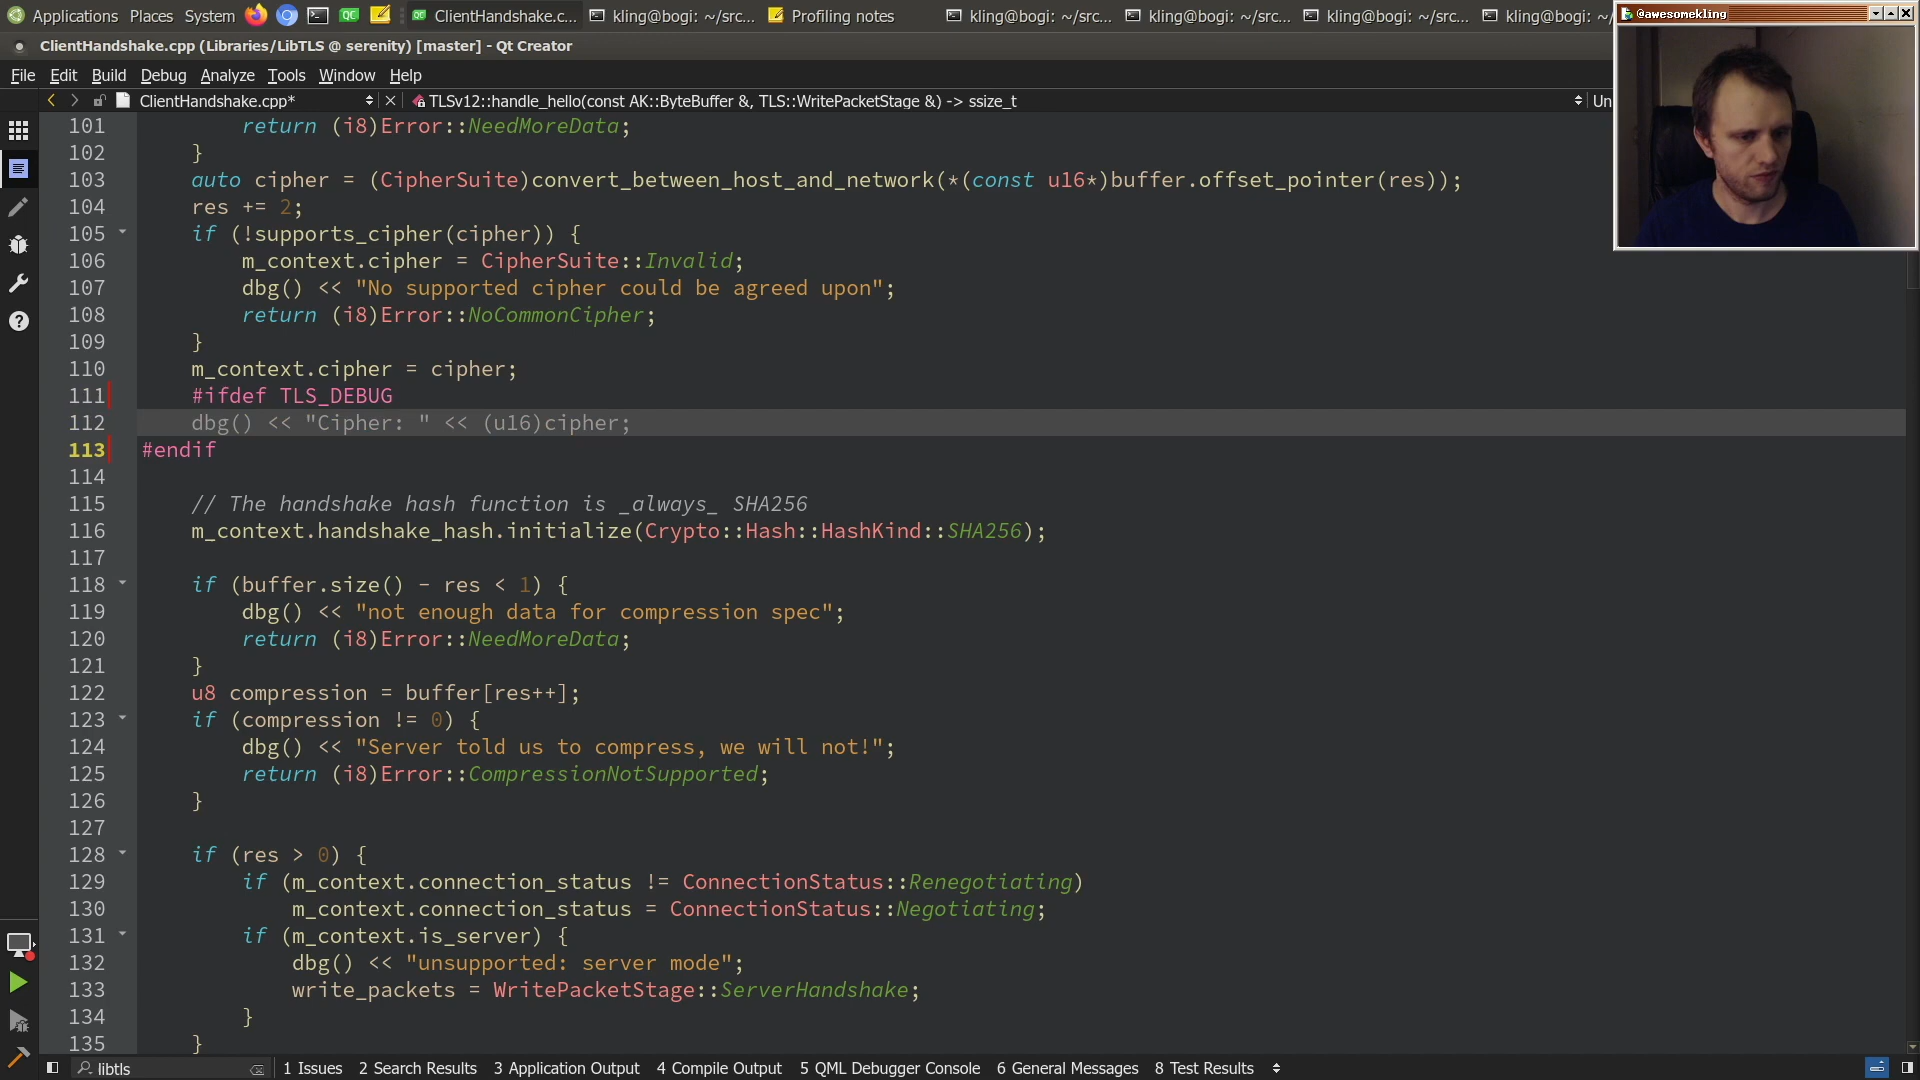 Applications Places System ClientHandshake.c... kling@bogi: ~/src... Profiling notes kling@bogi: ~/src... kling@bogi: ~/src... kling@bogi: ~/src... kling@bogi: ~/
@awesomekling
ClientHandshake.cpp (Libraries/LibTLS @ serenity) [master] - Qt Creator
File Edit Build Debug Analyze Tools Window Help
ClientHandshake.cpp* TLSv12::handle_hello(const AK::ByteBuffer &, TLS::WritePacketStage &) -> ssize_t Un
101 return (i8)Error::NeedMoreData;
102 }
103 auto cipher = (CipherSuite)convert_between_host_and_network(*(const u16*)buffer.offset_pointer(res));
104 res += 2;
105 if (!supports_cipher(cipher)) {
106 m_context.cipher = CipherSuite::Invalid;
107 dbg() << "No supported cipher could be agreed upon";
108 return (i8)Error::NoCommonCipher;
109 }
110 m_context.cipher = cipher;
111 #ifdef TLS_DEBUG
112 dbg() << "Cipher: " << (u16)cipher;
113 #endif
114
115 // The handshake hash function is _always_ SHA256
116 m_context.handshake_hash.initialize(Crypto::Hash::HashKind::SHA256);
117
118 if (buffer.size() - res < 1) {
119 dbg() << "not enough data for compression spec";
120 return (i8)Error::NeedMoreData;
121 }
122 u8 compression = buffer[res++];
123 if (compression != 0) {
124 dbg() << "Server told us to compress, we will not!";
125 return (i8)Error::CompressionNotSupported;
126 }
127
128 if (res > 0) {
129 if (m_context.connection_status != ConnectionStatus::Renegotiating)
130 m_context.connection_status = ConnectionStatus::Negotiating;
131 if (m_context.is_server) {
132 dbg() << "unsupported: server mode";
133 write_packets = WritePacketStage::ServerHandshake;
134 }
135 }
libtls 1 Issues 2 Search Results 3 Application Output 4 Compile Output 5 QML Debugger Console 6 General Messages 8 Test Results